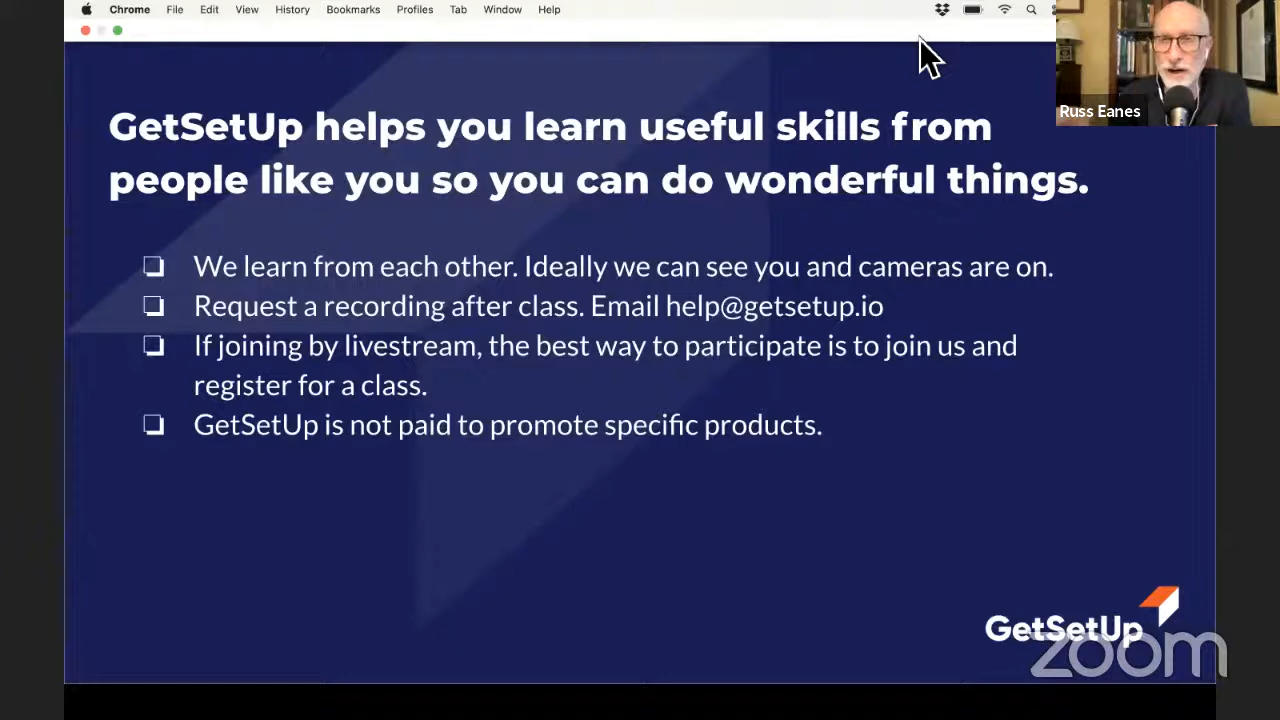 Chrome File Edit View History Bookmarks Profiles Tab Window Help
Russ Eanes
GetSetUp helps you learn useful skills from
people like you so you can do wonderful things.
❏ We learn from each other. Ideally we can see you and cameras are on.
❏ Request a recording after class. Email help@getsetup.io
❏ If joining by livestream, the best way to participate is to join us and
register for a class.
❏ GetSetUp is not paid to promote specific products.
GetSetUp
zoom